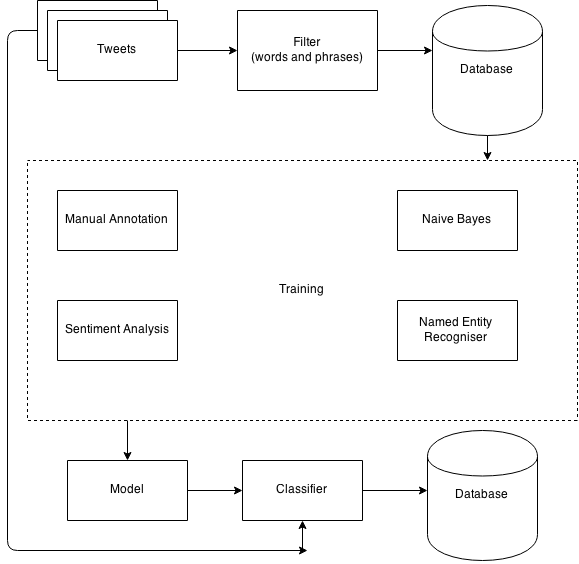 Tweets
Filter
(words and phrases)
Database
Manual Annotation
Naive Bayes
Training
Sentiment Analysis
Named Entity
Recogniser
Model
Classifier
Database